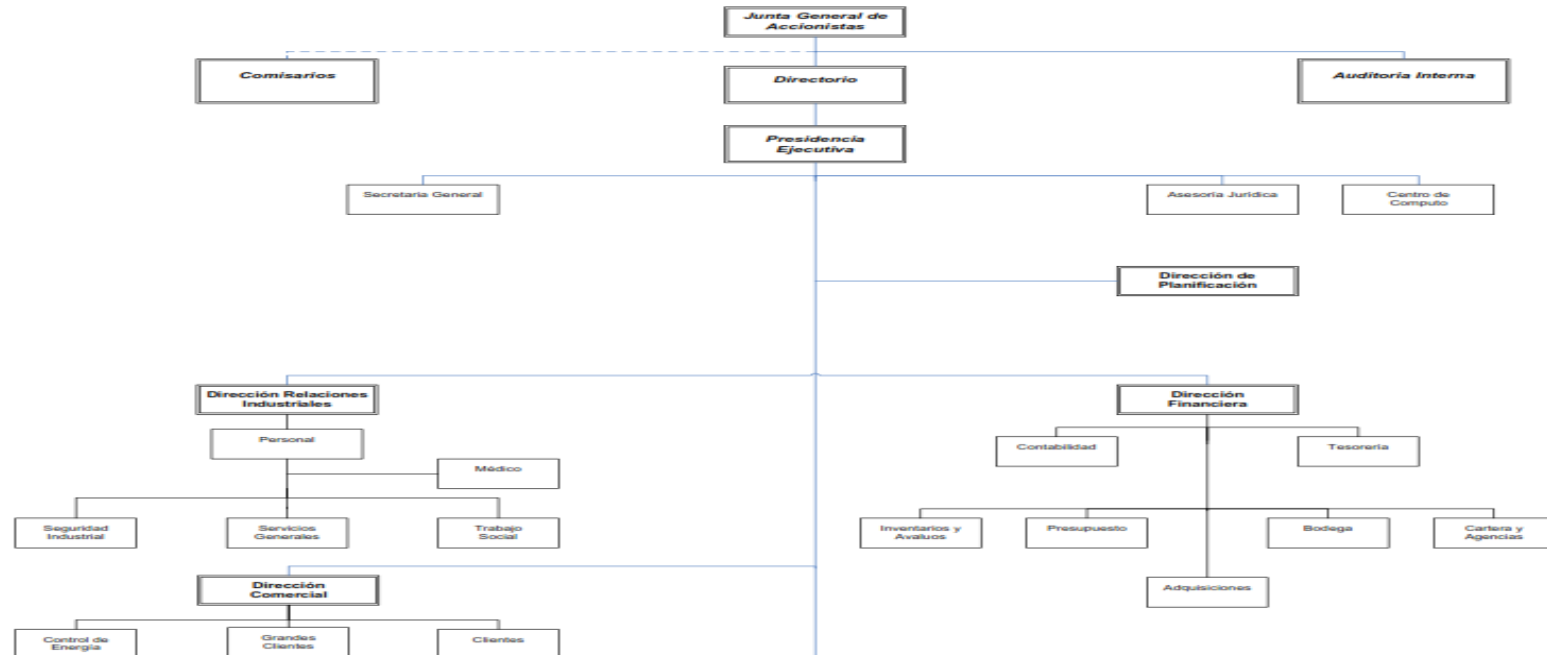 Junta General de
Accionistas
Comisarios
Directorio
Auditoría Interna
Presidencia
Ejecutiva
Secretaría General
Asesoría Jurídica
Centro de
Computo
Dirección de
Planificación
Dirección Relaciones
Industriales
Dirección
Financiera
Personal
Contabilidad
Tesorería
Médico
Seguridad
Industrial
Servicios
Generales
Trabajo
Social
Inventarios y
Avaluos
Presupuesto
Bodega
Cartera y
Agencias
Dirección
Comercial
Adquisiciones
Control de
Energía
Grandes
Clientes
Clientes